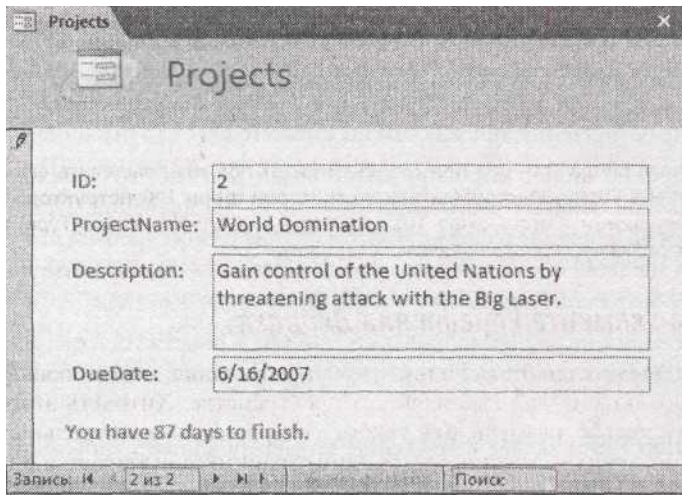 Projects
Projects
ID: 2
ProjectName: World Domination
Description: Gain control of the United Nations by
threatening attack with the Big Laser.
DueDate: 6/16/2007
You have 87 days to finish.
Запись: 2 из 2 Поиск